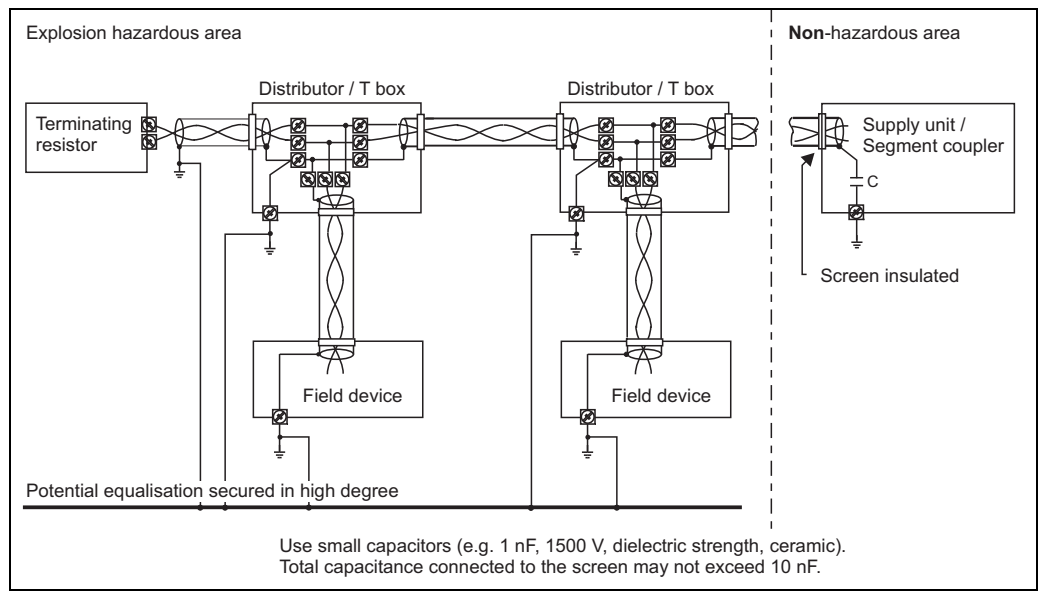 Explosion hazardous area
Non-hazardous area
Distributor / T box
Distributor / T box
Terminating
resistor
Supply unit /
Segment coupler
C
Screen insulated
Field device
Field device
Potential equalisation secured in high degree
Use small capacitors (e.g. 1 nF, 1500 V, dielectric strength, ceramic).
Total capacitance connected to the screen may not exceed 10 nF.